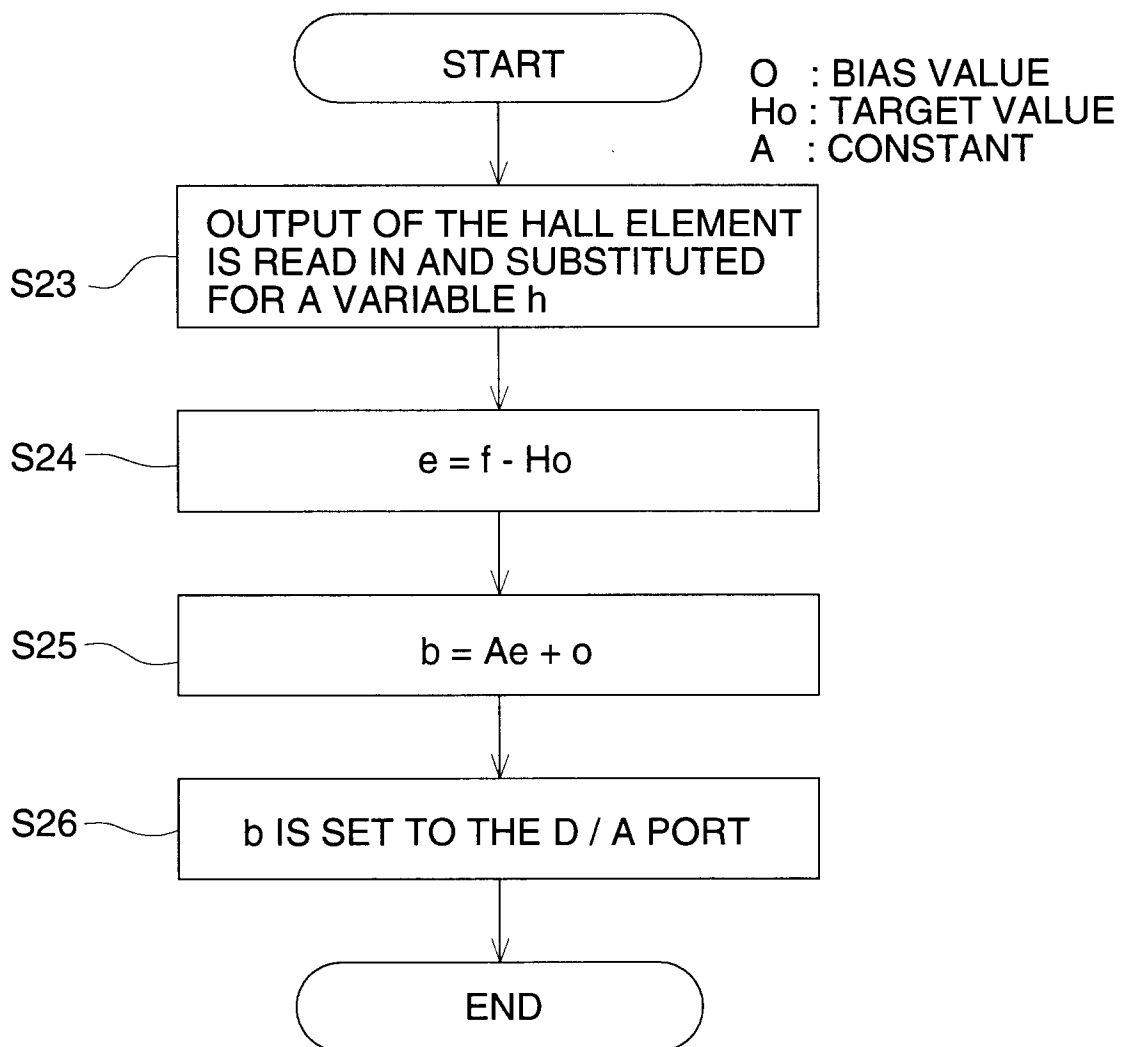 START
O : BIAS VALUE
Ho : TARGET VALUE
A : CONSTANT
S23
OUTPUT OF THE HALL ELEMENT
IS READ IN AND SUBSTITUTED
FOR A VARIABLE h
S24
e = f - Ho
S25
b = Ae + o
S26
b IS SET TO THE D / A PORT
END